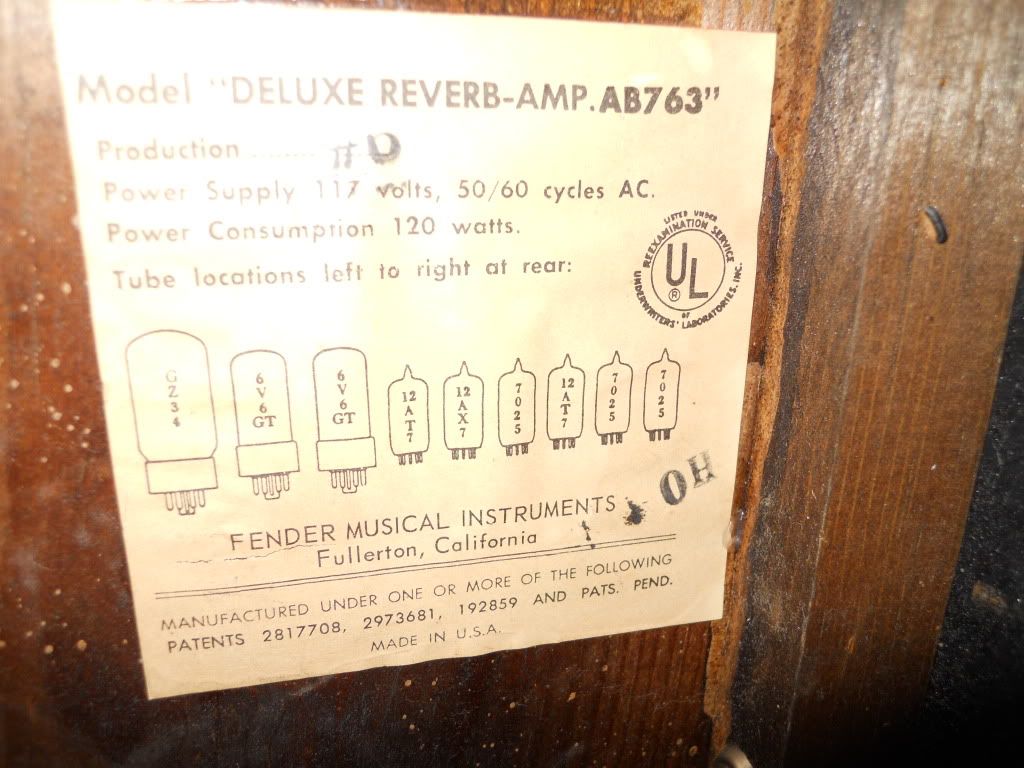 Model "DELUXE REVERB-AMP. AB763"
Production ........ #D
Power Supply 117 volts, 50/60 cycles AC.
Power Consumption 120 watts.
Tube locations left to right at rear:
LISTED UNDER
REEXAMINATION SERVICE
UL
®
OF
UNDERWRITERS' LABORATORIES, INC.
GZ34 6V6GT 6V6GT 12AT7 12AX7 7025 12AT7 7025 7025
OH
FENDER MUSICAL INSTRUMENTS
Fullerton, California
MANUFACTURED UNDER ONE OR MORE OF THE FOLLOWING
PATENTS 2817708, 2973681, 192859 AND PATS. PEND.
MADE IN U.S.A.